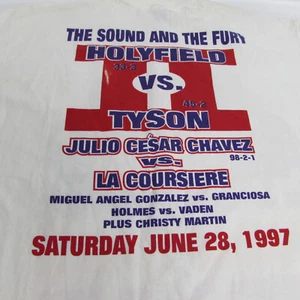 THE SOUND AND THE FURY
HOLYFIELD
33-3
VS.
45-2
TYSON
JULIO CÉSAR CHAVEZ
98-2-1
vs.
LA COURSIERE
MIGUEL ANGEL GONZALEZ vs. GRANCIOSA
HOLMES vs. VADEN
PLUS CHRISTY MARTIN
SATURDAY JUNE 28, 1997